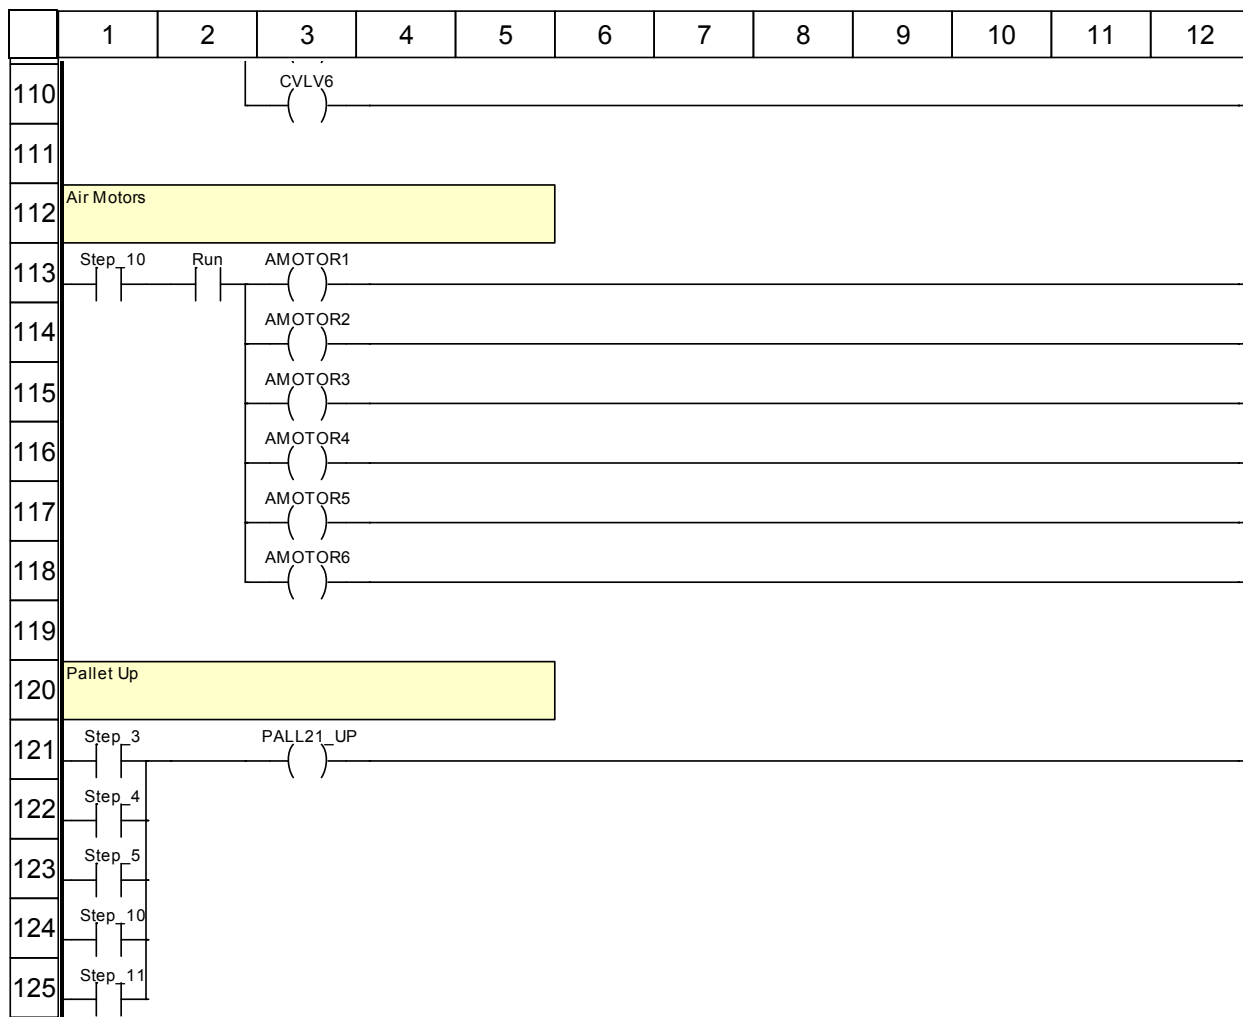 1 2 3 4 5 6 7 8 9 10 11 12
110 CVLV6
111
112 Air Motors
113 Step_10 Run AMOTOR1
114 AMOTOR2
115 AMOTOR3
116 AMOTOR4
117 AMOTOR5
118 AMOTOR6
119
120 Pallet Up
121 Step_3 PALL21_UP
122 Step_4
123 Step_5
124 Step_10
125 Step_11